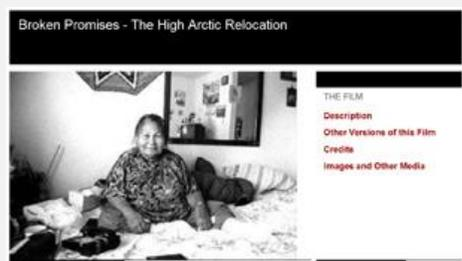 Broken Promises - The High Arctic Relocation
THE FILM
Description
Other Versions of this Film
Credits
Images and Other Media